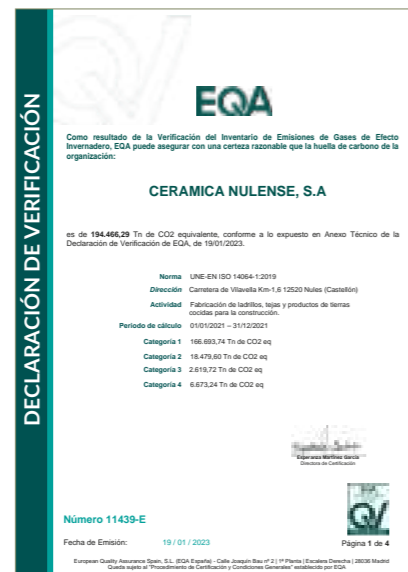 DECLARACIÓN DE VERIFICACIÓN
EQA
Como resultado de la Verificación del Inventario de Emisiones de Gases de Efecto
Invernadero, EQA puede asegurar con una certeza razonable que la huella de carbono de la
organización:
CERAMICA NULENSE, S.A
es de 194.466,29 Tn de CO2 equivalente, conforme a lo expuesto en Anexo Técnico de la
Declaración de Verificación de EQA, de 19/01/2023.
Norma UNE-EN ISO 14064-1:2019
Dirección Carretera de Vilavella Km-1,6 12520 Nules (Castellón)
Actividad Fabricación de ladrillos, tejas y productos de tierras
cocidas para la construcción.
Período de cálculo 01/01/2021 – 31/12/2021
Categoría 1 166.693,74 Tn de CO2 eq
Categoría 2 18.479,60 Tn de CO2 eq
Categoría 3 2.619,72 Tn de CO2 eq
Categoría 4 6.673,24 Tn de CO2 eq
Esperanza Martínez García
Directora de Certificación
Número 11439-E
Fecha de Emisión: 19 / 01 / 2023
Página 1 de 4
European Quality Assurance Spain, S.L. (EQA España) - Calle Joaquín Bau nº 2 | 1ª Planta | Escalera Derecha | 28036 Madrid
Queda sujeto al "Procedimiento de Certificación y Condiciones Generales" establecido por EQA